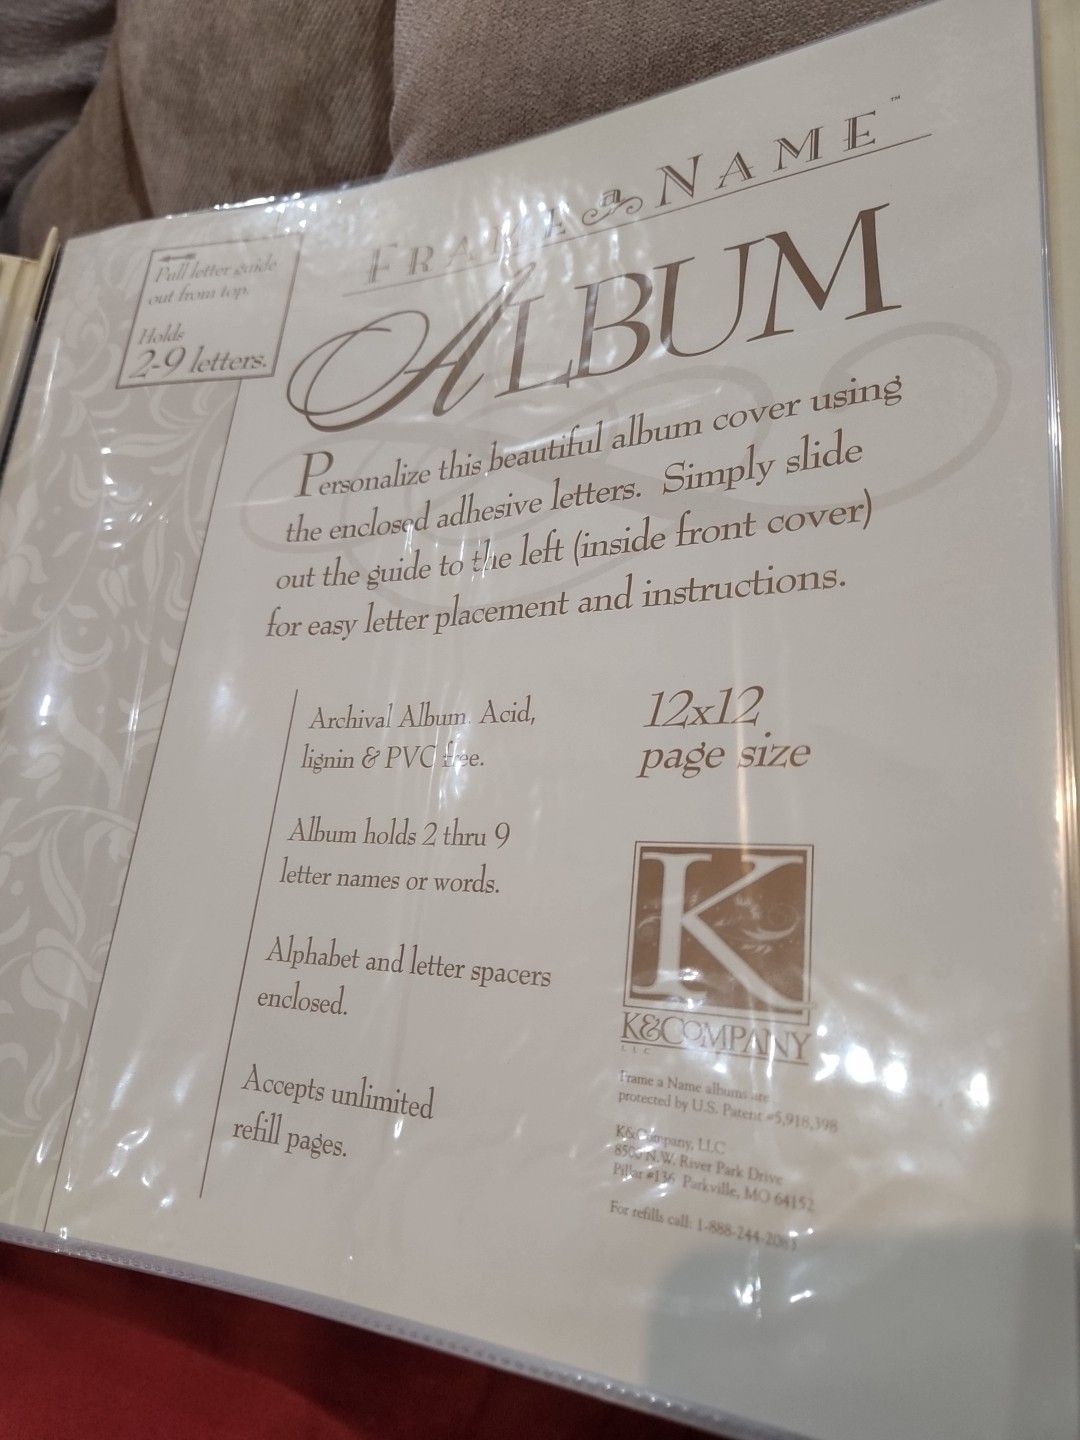 Pull letter guide
out from top.
Holds
2-9 letters.
FRAME a NAME™
ALBUM
Personalize this beautiful album cover using
the enclosed adhesive letters. Simply slide
out the guide to the left (inside front cover)
for easy letter placement and instructions.
Archival Album. Acid,
lignin & PVC free.
Album holds 2 thru 9
letter names or words.
Alphabet and letter spacers
enclosed.
Accepts unlimited
refill pages.
12x12
page size
K
K&COMPANY
LLC
Frame a Name albums are
protected by U.S. Patent #5,918,398
K&Company, LLC
8500 N.W. River Park Drive
Pillar #136 Parkville, MO 64152
For refills call: 1-888-244-2083